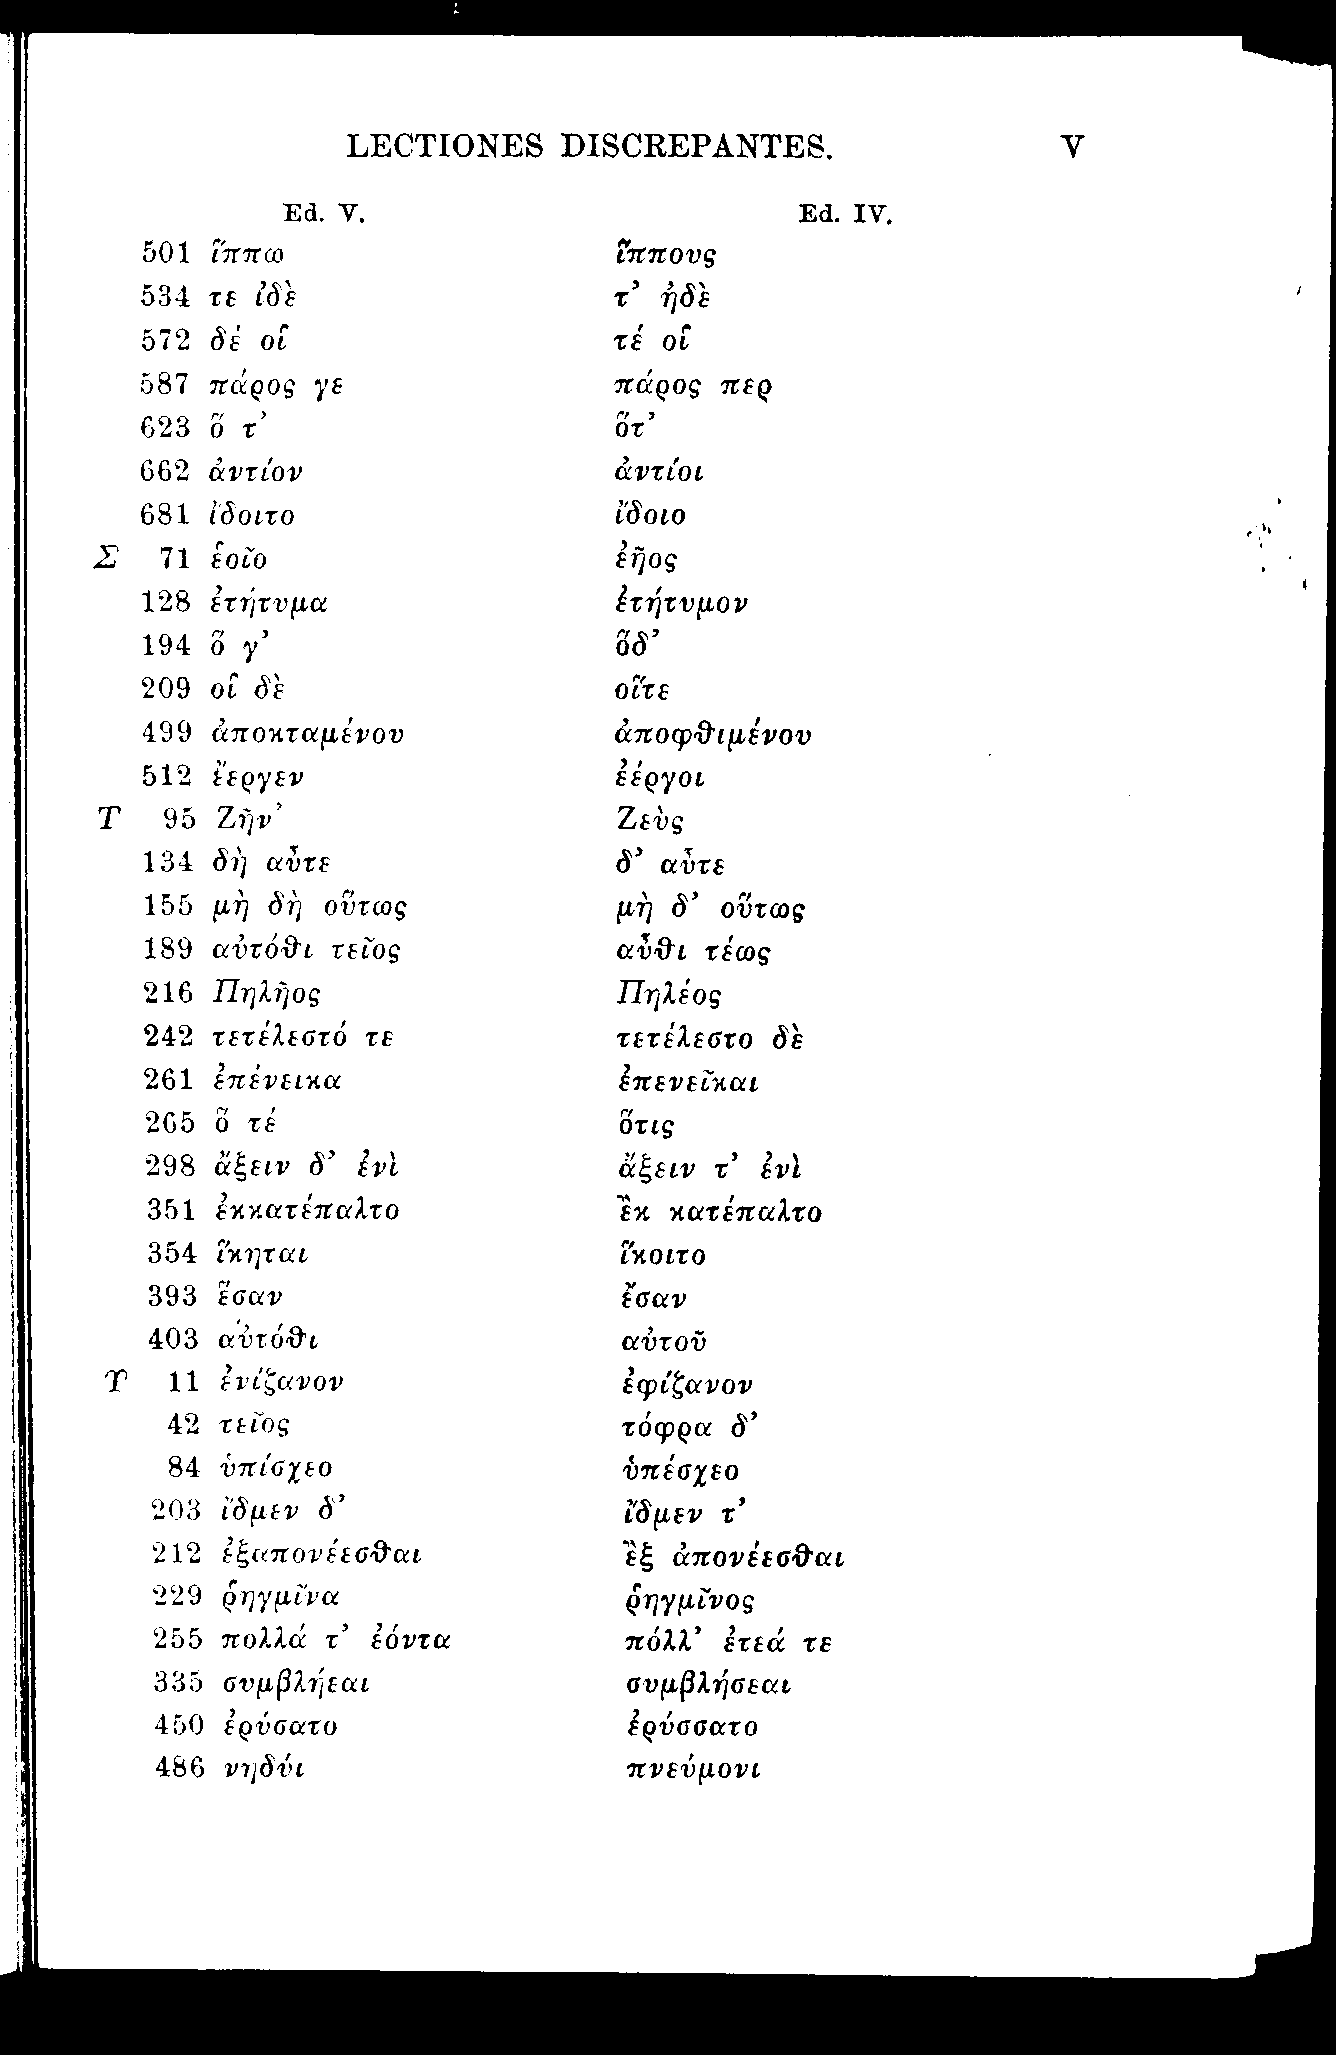 LECTIONES DISCREPANTES. V
Ed. V. Ed. IV.
501 ἵππω ἵππους
534 τε ἰδὲ τ’ ἠδὲ
572 δέ οἱ τέ οἱ
587 πάρος γε πάρος περ
623 ὅ τ’ ὅτ’
662 ἀντίον ἀντίοι
681 ἴδοιτο ἴδοιο
Σ 71 ἑοῖο ἐῆος
128 ἐτήτυμα ἐτήτυμον
194 ὅ γ’ ὅδ’
209 οἱ δὲ οἵτε
499 ἀποκταμένου ἀποφθιμένου
512 ἔεργεν ἐέργοι
Τ 95 Ζῆν’ Ζεὺς
134 δὴ αὖτε δ’ αὖτε
155 μὴ δὴ οὕτως μὴ δ’ οὕτως
189 αὐτόθι τεῖος αὖθι τέως
216 Πηλῆος Πηλέος
242 τετέλεστό τε τετέλεστο δὲ
261 ἐπένεικα ἐπενεῖκαι
265 ὅ τέ ὅτις
298 ἄξειν δ’ ἐνὶ ἄξειν τ’ ἐνὶ
351 ἐκκατέπαλτο ἒκ κατέπαλτο
354 ἵκηται ἵκοιτο
393 ἕσαν ἔσαν
403 αὐτόθι αὐτοῦ
Υ 11 ἐνίζανον ἐφίζανον
42 τεῖος τόφρα δ’
84 ὑπίσχεο ὑπέσχεο
203 ἴδμεν δ’ ἴδμεν τ’
212 ἐξαπονέεσθαι ἒξ ἀπονέεσθαι
229 ῥηγμῖνα ῥηγμῖνος
255 πολλά τ’ ἐόντα πόλλ’ ἐτεά τε
335 συμβλήεαι συμβλήσεαι
450 ἐρύσατο ἐρύσσατο
486 νηδύι πνεύμονι